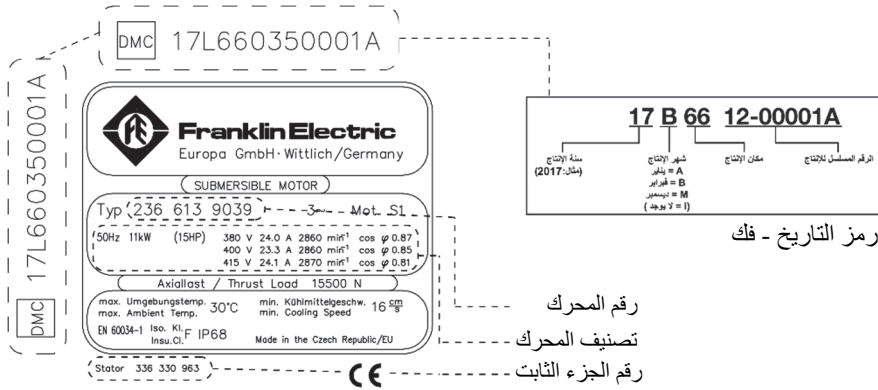 DMC 17L660350001A
DMC 17L660350001A
FE
Franklin Electric
Europa GmbH·Wittlich/Germany
SUBMERSIBLE MOTOR
Typ 236 613 9039 3~ Mot. S1
50Hz 11kW (15HP) 380 V 24.0 A 2860 min⁻¹ cos φ 0.87
400 V 23.3 A 2860 min⁻¹ cos φ 0.85
415 V 24.1 A 2870 min⁻¹ cos φ 0.81
Axiallast / Thrust Load 15500 N
max. Umgebungstemp. 30°C min. Kühlmittelgeschw. 16 cm/s
max. Ambient Temp. min. Cooling Speed
EN 60034-1 Iso. Kl. F IP68
Insu.Cl. Made in the Czech Republic/EU
Stator 336 330 963
CE
17 B 66 12-00001A
سنة الإنتاج
(مثال:2017)
شهر الإنتاج
A = يناير
B = فبراير
M = ديسمبر
(I = لا يوجد)
مكان الإنتاج
الرقم المسلسل للإنتاج
رمز التاريخ - فك
رقم المحرك
تصنيف المحرك
رقم الجزء الثابت